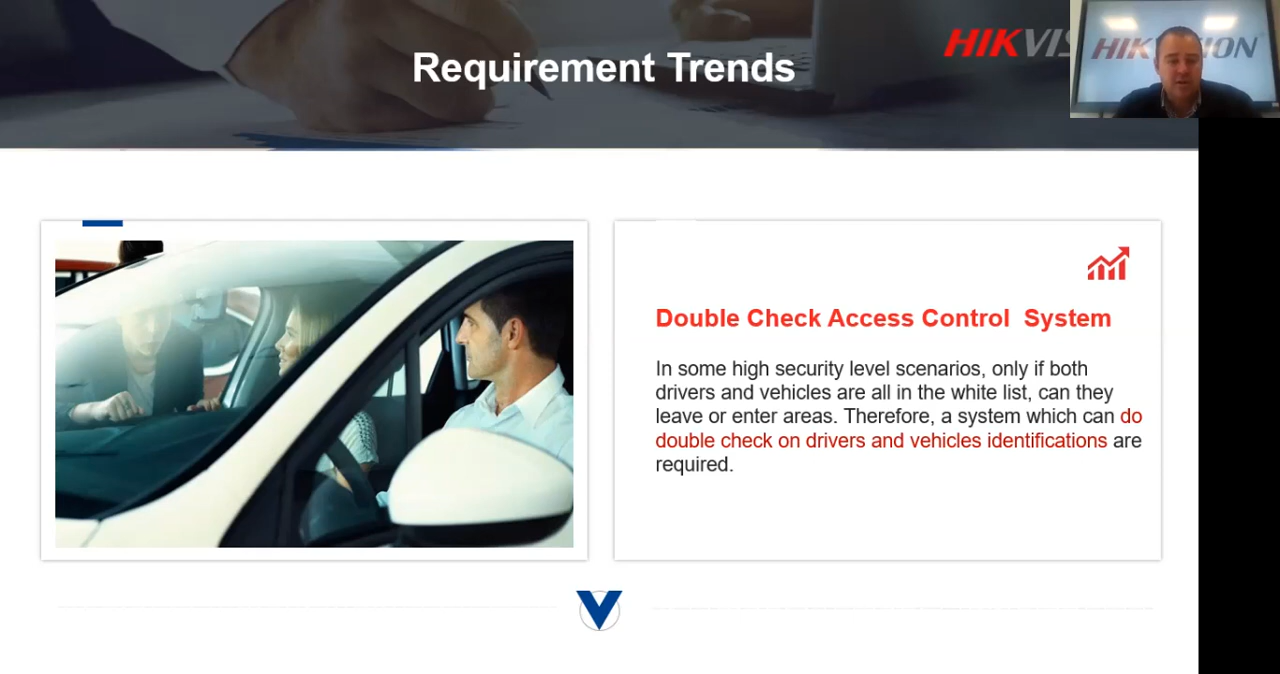 Requirement Trends
HIKVIS
HIKVISION
Double Check Access Control System
In some high security level scenarios, only if both
drivers and vehicles are all in the white list, can they
leave or enter areas. Therefore, a system which can do
double check on drivers and vehicles identifications are
required.